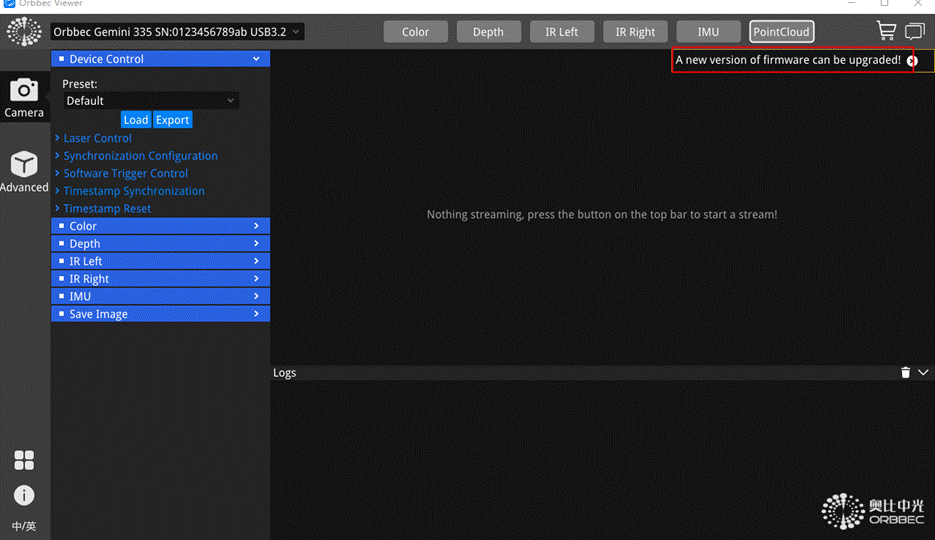 Orbbec Viewer
Orbbec Gemini 335 SN:0123456789ab USB3.2
Color
Depth
IR Left
IR Right
IMU
PointCloud
Device Control
A new version of firmware can be upgraded!
Camera
Preset:
Default
Load
Export
Laser Control
Synchronization Configuration
Software Trigger Control
Timestamp Synchronization
Timestamp Reset
Advanced
Color
Depth
IR Left
IR Right
IMU
Save Image
Nothing streaming, press the button on the top bar to start a stream!
Logs
中/英
奥比中光
ORBBEC